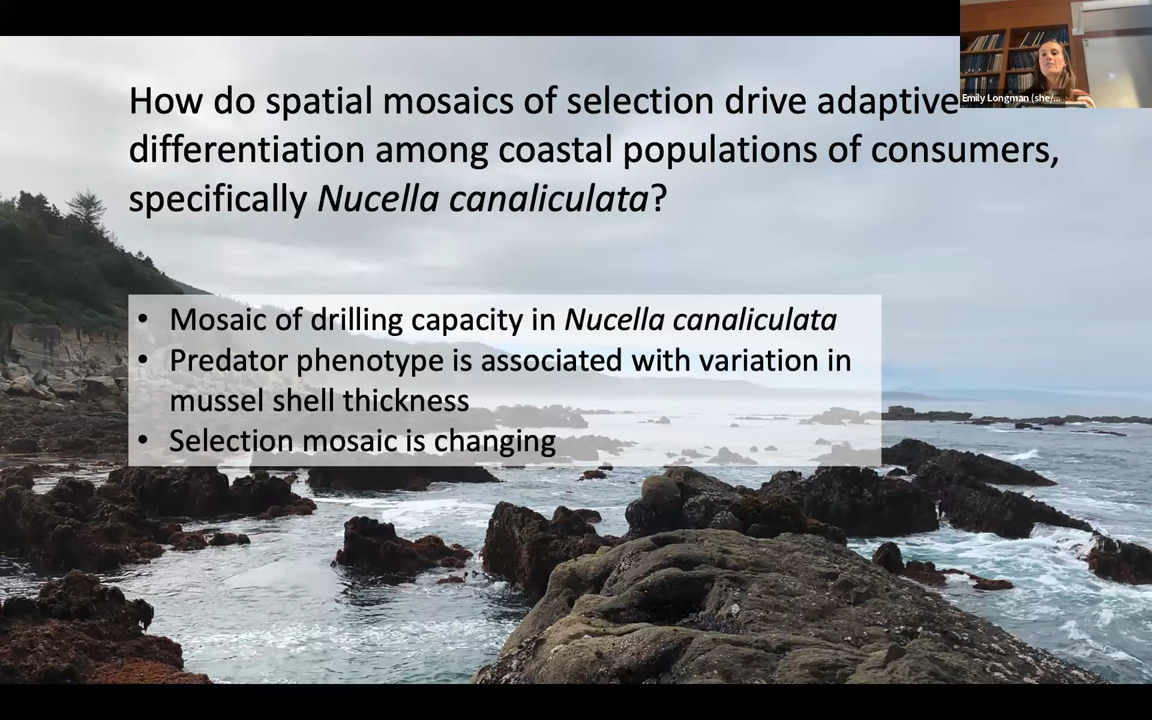 How do spatial mosaics of selection drive adaptive
differentiation among coastal populations of consumers,
specifically Nucella canaliculata?
Emily Longman (she/...
• Mosaic of drilling capacity in Nucella canaliculata
• Predator phenotype is associated with variation in
mussel shell thickness
• Selection mosaic is changing